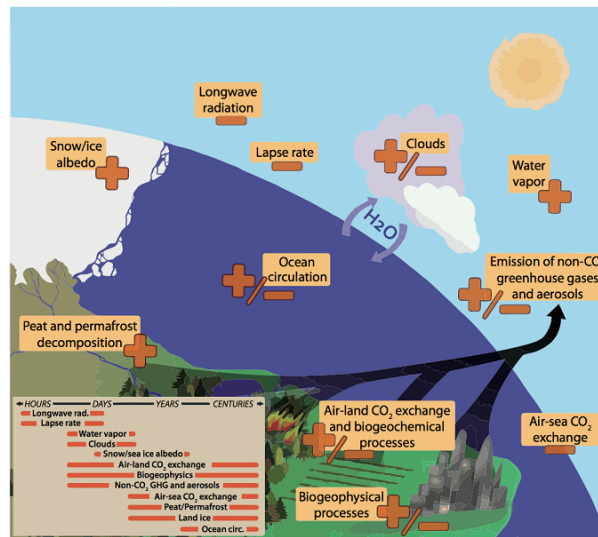 Longwave
radiation
Snow/ice
albedo
Lapse rate
Clouds
Water
vapor
H2O
Ocean
circulation
Emission of non-CO
greenhouse gases
and aerosols
Peat and permafrost
decomposition
HOURS DAYS YEARS CENTURIES
Longwave rad.
Lapse rate
Water vapor
Clouds
Snow/sea ice albedo
Air-land CO₂ exchange
Biogeophysics
Non-CO₂ GHG and aerosols
Air-sea CO₂ exchange
Peat/Permafrost
Land ice
Ocean circ.
Air-land CO₂ exchange
and biogeochemical
processes
Air-sea CO₂
exchange
Biogeophysical
processes